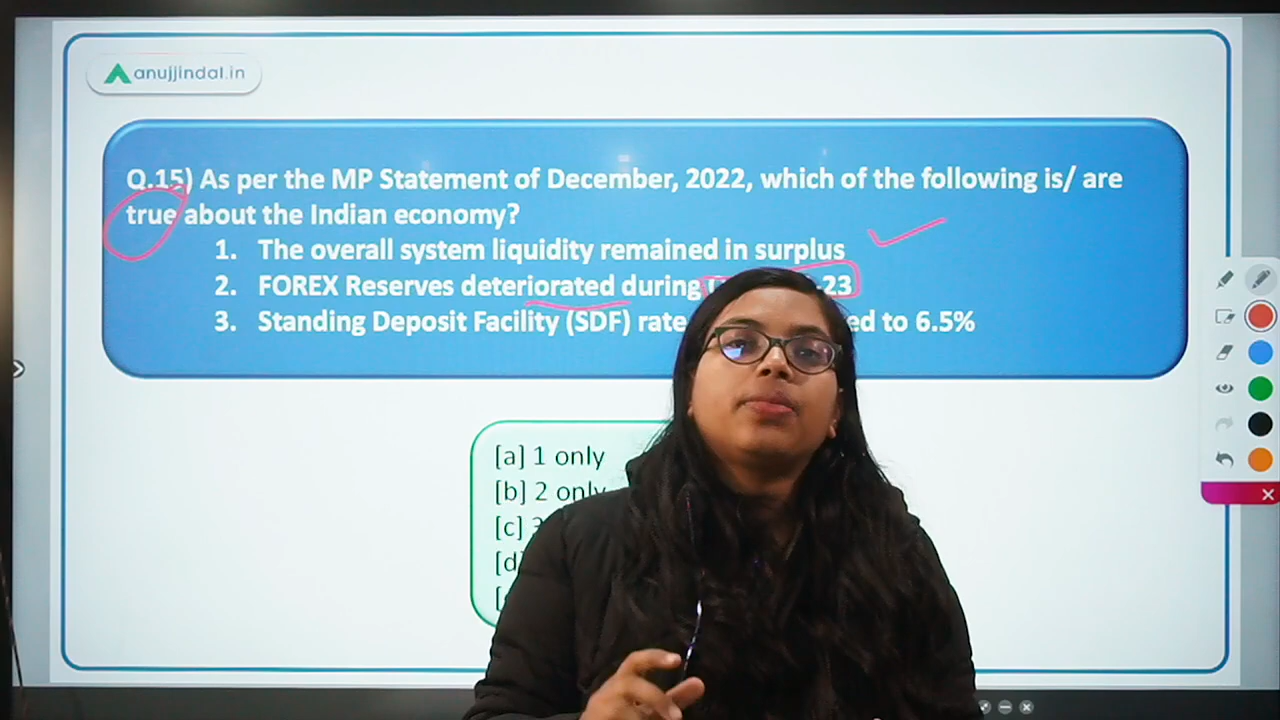 anujjindal.in
Q.15) As per the MP Statement of December, 2022, which of the following is/ are
true about the Indian economy?
1. The overall system liquidity remained in surplus
2. FOREX Reserves deteriorated during 23
3. Standing Deposit Facility (SDF) rate ed to 6.5%
[a] 1 only
[b] 2 only
[c]
[d]